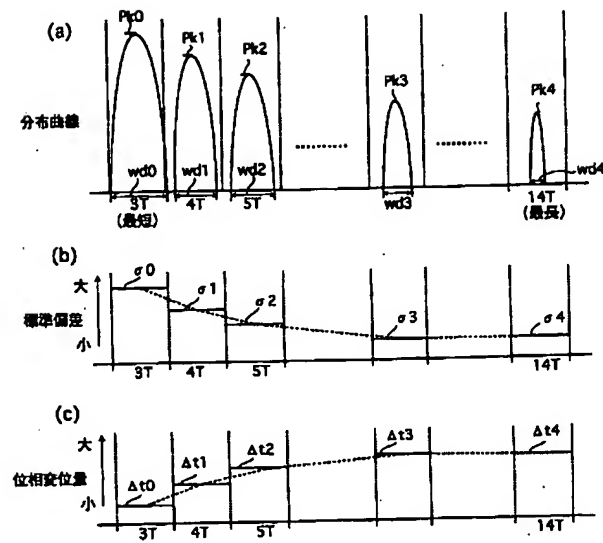 (a)
Pk0
Pk1
Pk2
Pk3
Pk4
分布曲線
wd0
wd1
wd2
wd3
wd4
3T
4T
5T
14T
(最短)
(最長)
(b)
大
標準偏差
小
σ0
σ1
σ2
σ3
σ4
3T
4T
5T
14T
(c)
大
位相変位量
小
Δt0
Δt1
Δt2
Δt3
Δt4
3T
4T
5T
14T